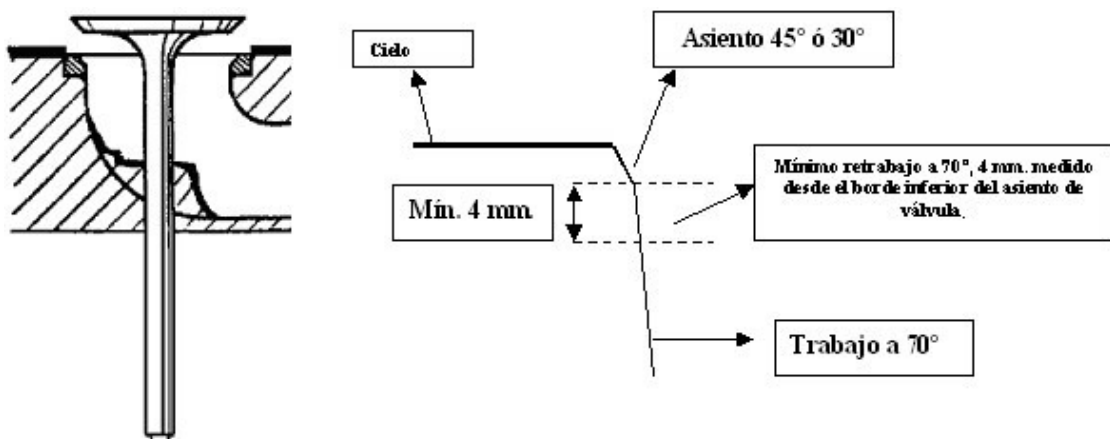 Cielo
Asiento 45° ó 30°
Mínimo retrabajo a 70°, 4 mm. medido
desde el borde inferior del asiento de
válvula.
Mín. 4 mm
Trabajo a 70°